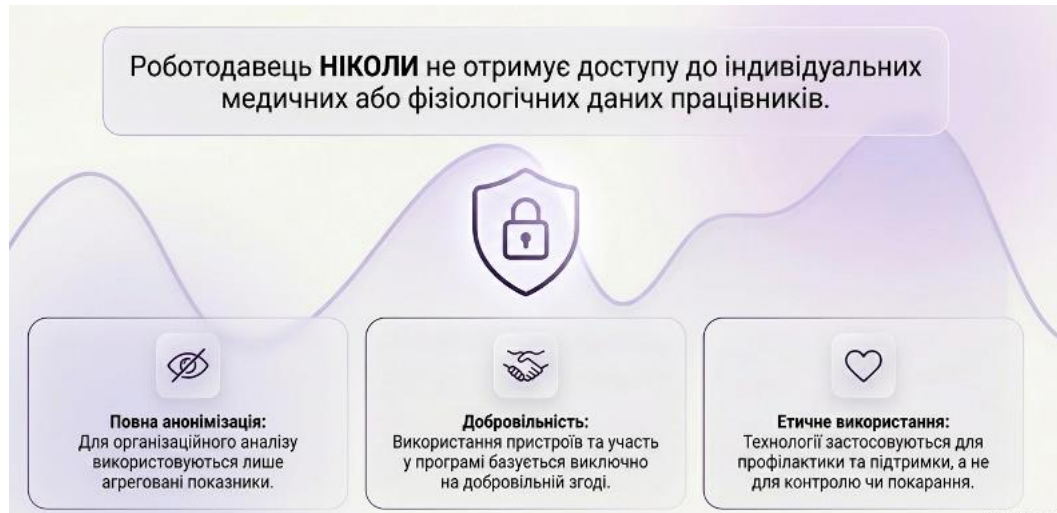 Роботодавець НІКОЛИ не отримує доступу до індивідуальних
медичних або фізіологічних даних працівників.
Повна анонімізація:
Для організаційного аналізу
використовуються лише
агреговані показники.
Добровільність:
Використання пристроїв та участь
у програмі базується виключно
на добровільній згоді.
Етичне використання:
Технології застосовуються для
профілактики та підтримки, а не
для контролю чи покарання.